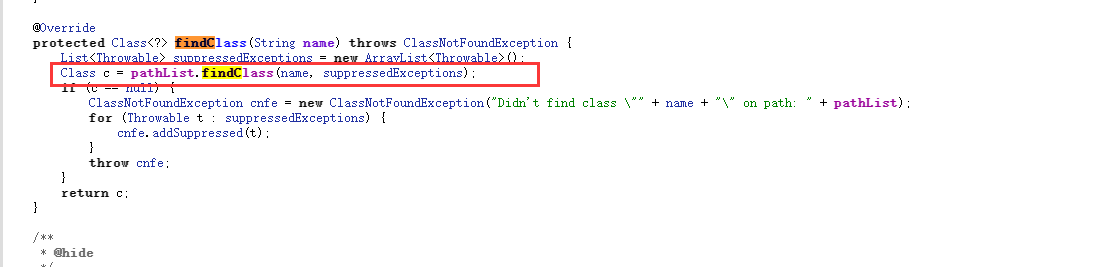 @Override
protected Class<?> findClass(String name) throws ClassNotFoundException {
List<Throwable> suppressedExceptions = new ArrayList<Throwable>();
Class c = pathList.findClass(name, suppressedExceptions);
if (c == null) {
ClassNotFoundException cnfe = new ClassNotFoundException("Didn't find class \"" + name + "\" on path: " + pathList);
for (Throwable t : suppressedExceptions) {
cnfe.addSuppressed(t);
}
throw cnfe;
}
return c;
}
/**
* @hide
*/